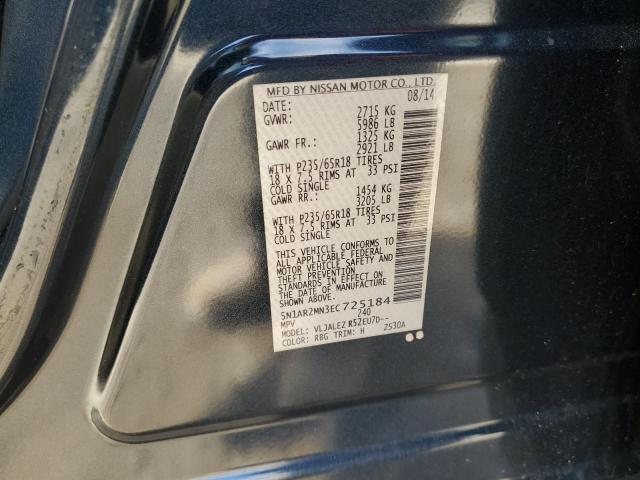 MFD BY NISSAN MOTOR CO., LTD.
DATE: 08/14
GVWR: 2715 KG
5986 LB
GAWR FR.: 1325 KG
2921 LB
WITH P235/65R18 TIRES
18 X 7.5 RIMS AT 33 PSI
COLD SINGLE
GAWR RR.: 1454 KG
3205 LB
WITH P235/65R18 TIRES
18 X 7.5 RIMS AT 33 PSI
COLD SINGLE
THIS VEHICLE CONFORMS TO
ALL APPLICABLE FEDERAL
MOTOR VEHICLE SAFETY AND
THEFT PREVENTION
STANDARDS IN EFFECT ON
THE DATE OF MANUFACTURE
SHOWN ABOVE.
5N1AR2MN3EC725184
MPV 240
MODEL: VLJALEZ R52EU7D--
COLOR: RBG TRIM: H Z530A